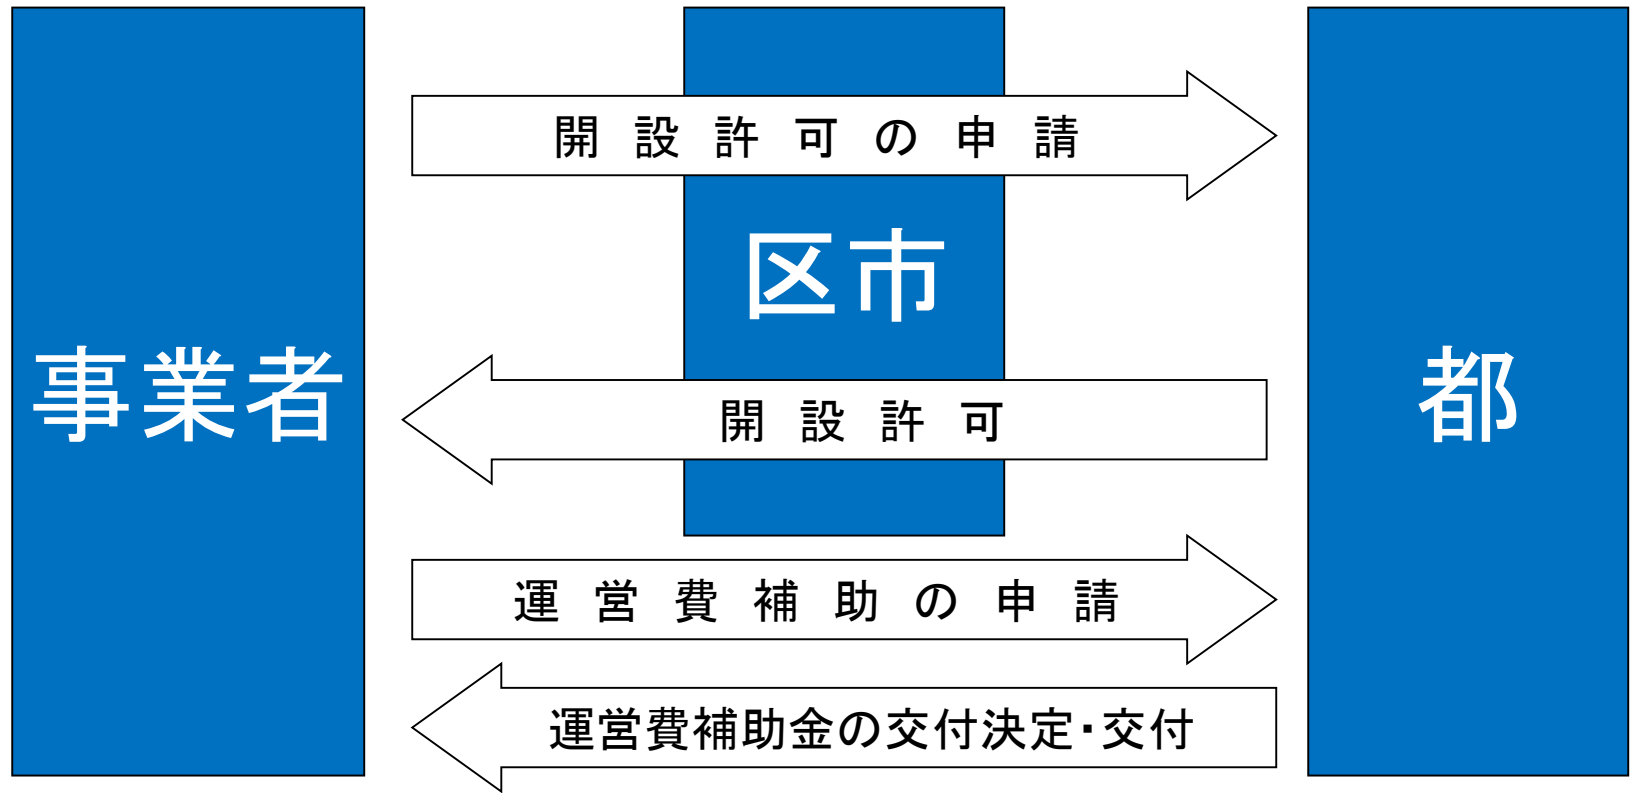 開設許可の申請
区市
事業者
都
開設許可
運営費補助の申請
運営費補助金の交付決定・交付